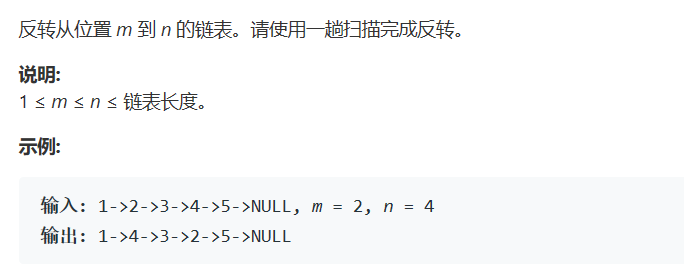 反转从位置 m 到 n 的链表。请使用一趟扫描完成反转。
说明:
1 ≤ m ≤ n ≤ 链表长度。
示例:
输入: 1->2->3->4->5->NULL, m = 2, n = 4
输出: 1->4->3->2->5->NULL